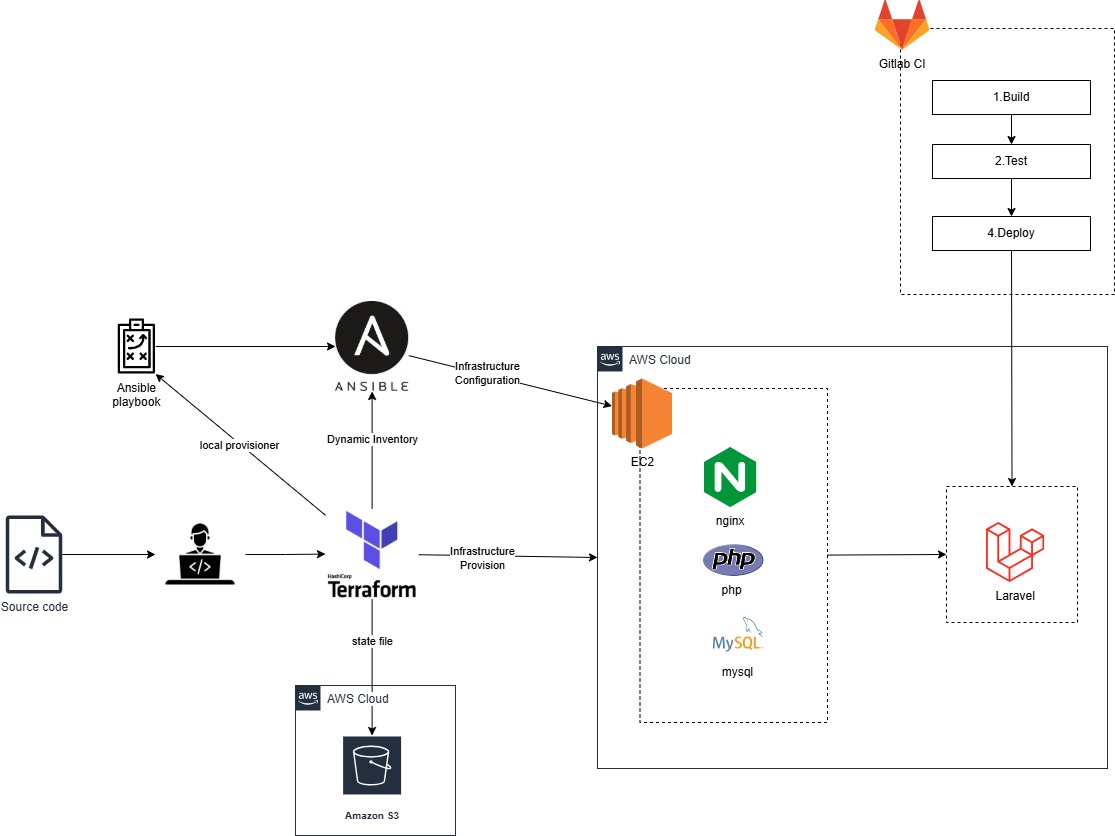 Gitlab CI
1.Build
2.Test
4.Deploy
Ansible
playbook
ANSIBLE
Infrastructure
Configuration
aws
AWS Cloud
EC2
local provisioner
Dynamic Inventory
nginx
php
php
MySQL
mysql
Laravel
Source code
HashiCorp
Terraform
Infrastructure
Provision
state file
aws
AWS Cloud
Amazon S3